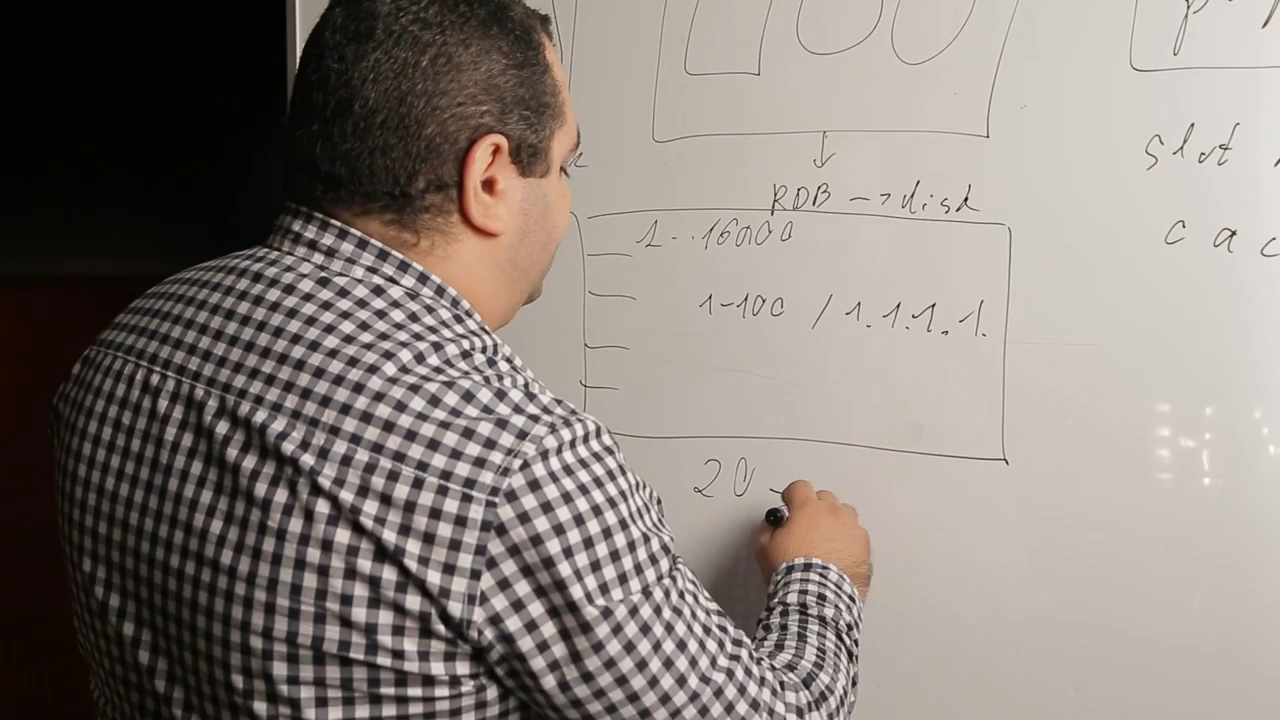 RDB -> disk
1-..16000
1-100 / 1.1.1.1.
20 -
slot
cac